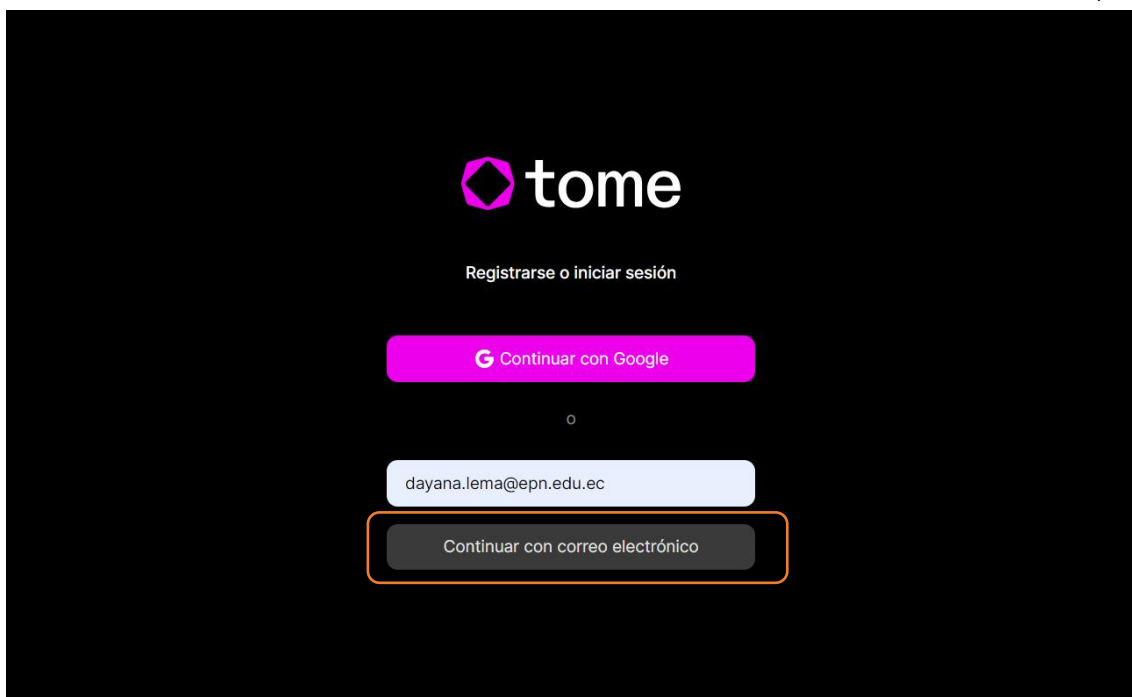 tome
Registrarse o iniciar sesión
G Continuar con Google
o
dayana.lema@epn.edu.ec
Continuar con correo electrónico